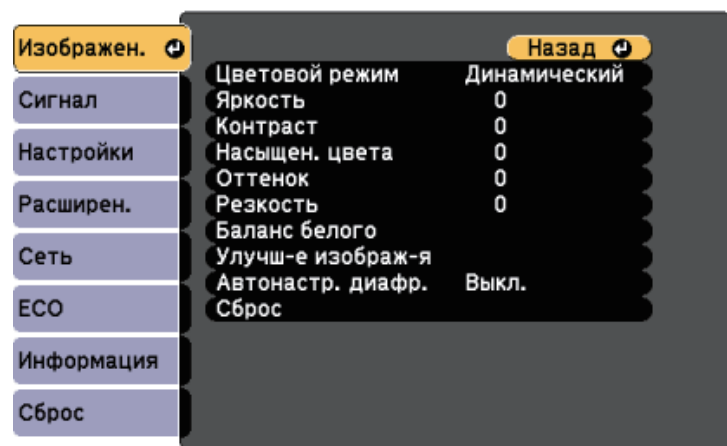 Изображен.
Сигнал
Настройки
Расширен.
Сеть
ECO
Информация
Сброс
Назад
Цветовой режим Динамический
Яркость 0
Контраст 0
Насыщен. цвета 0
Оттенок 0
Резкость 0
Баланс белого
Улучш-е изображ-я
Автонастр. диафр. Выкл.
Сброс